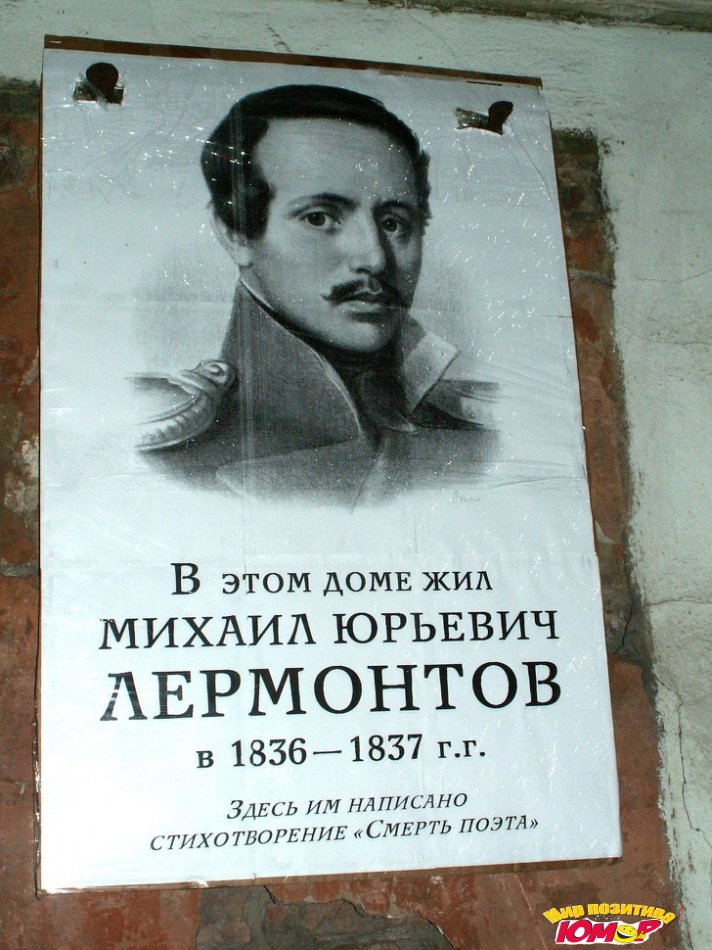 В ЭТОМ ДОМЕ ЖИЛ
МИХАИЛ ЮРЬЕВИЧ
ЛЕРМОНТОВ
в 1836 — 1837 г.г.
ЗДЕСЬ ИМ НАПИСАНО
СТИХОТВОРЕНИЕ «СМЕРТЬ ПОЭТА»
Мир позитива
ЮМОР